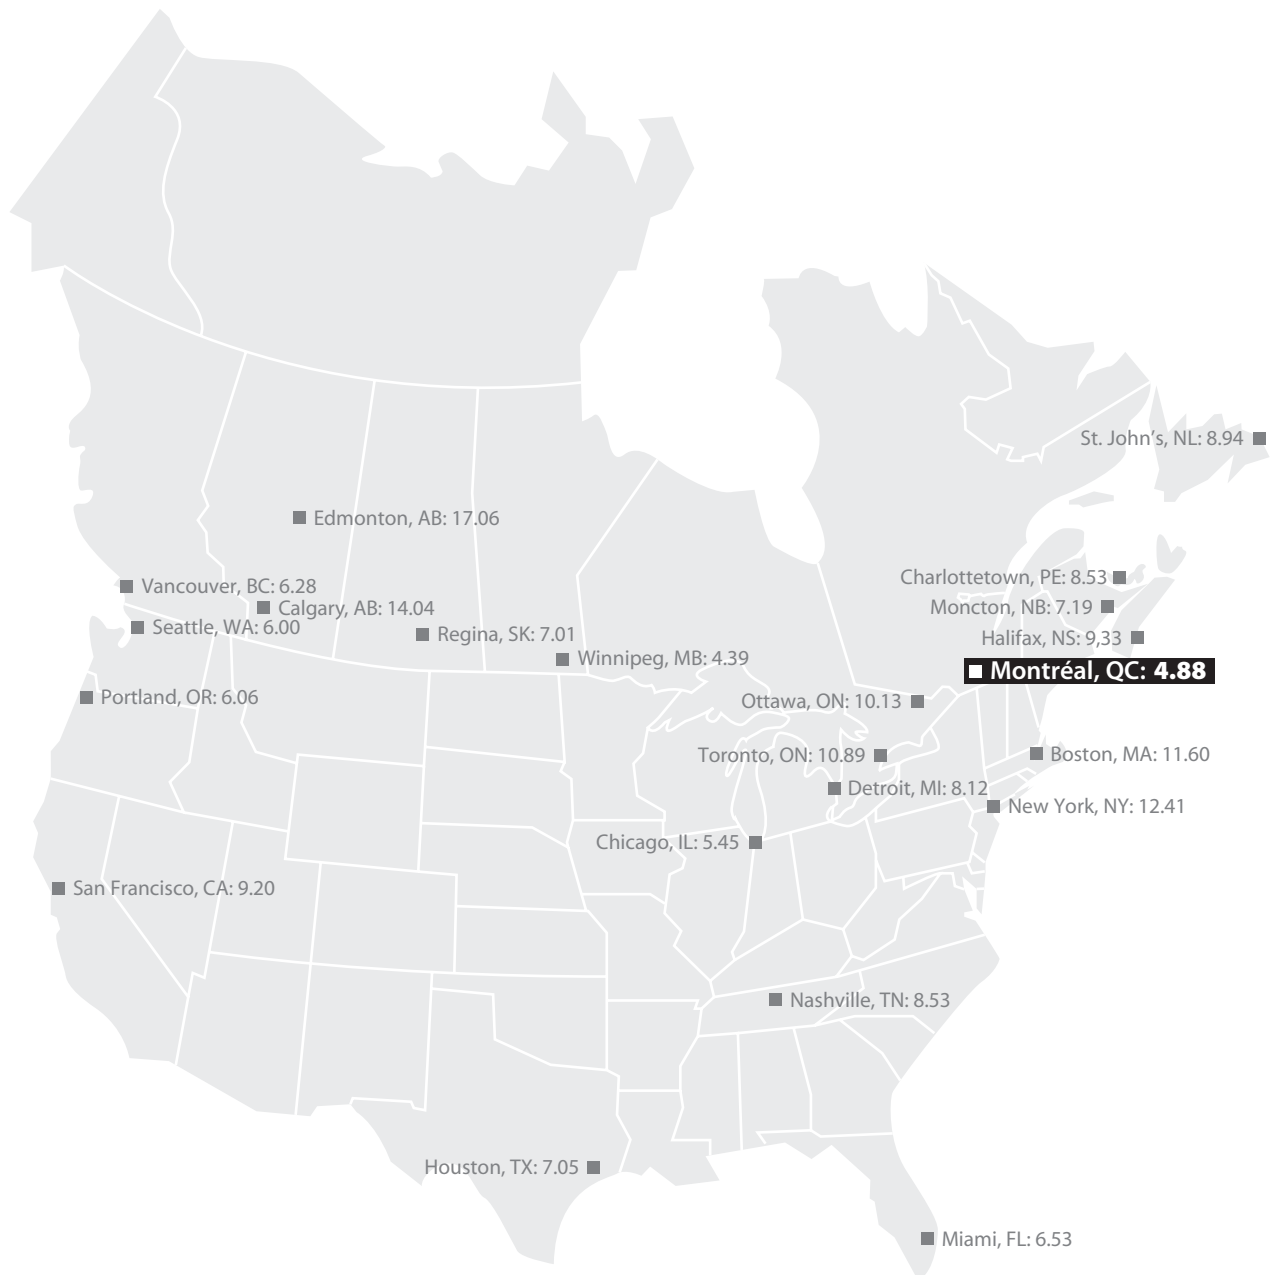 St. John’s, NL: 8.94
Edmonton, AB: 17.06
Charlottetown, PE: 8.53
Vancouver, BC: 6.28
Calgary, AB: 14.04
Moncton, NB: 7.19
Seattle, WA: 6.00
Regina, SK: 7.01
Halifax, NS: 9,33
Winnipeg, MB: 4.39
Montréal, QC: 4.88
Portland, OR: 6.06
Ottawa, ON: 10.13
Toronto, ON: 10.89
Boston, MA: 11.60
Detroit, MI: 8.12
New York, NY: 12.41
Chicago, IL: 5.45
San Francisco, CA: 9.20
Nashville, TN: 8.53
Houston, TX: 7.05
Miami, FL: 6.53